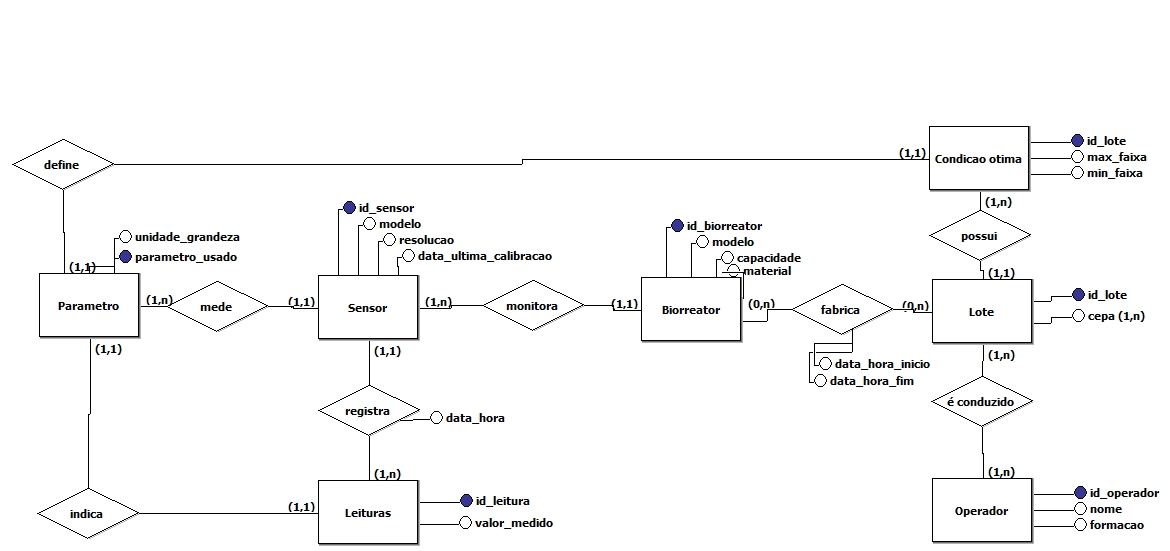 define
(1,1)
Condicao otima
id_lote
max_faixa
min_faixa
(1,n)
possui
(1,1)
id_sensor
modelo
resolucao
data_ultima_calibracao
unidade_grandeza
parametro_usado
(1,1)
id_biorreator
modelo
capacidade
material
Parametro
(1,n)
mede
(1,1)
Sensor
(1,n)
monitora
(1,1)
Biorreator
(0,n)
fabrica
(0,n)
Lote
id_lote
cepa (1,n)
data_hora_inicio
data_hora_fim
(1,1)
(1,1)
(1,n)
registra
data_hora
é conduzido
(1,n)
(1,n)
indica
(1,1)
Leituras
id_leitura
valor_medido
Operador
id_operador
nome
formacao